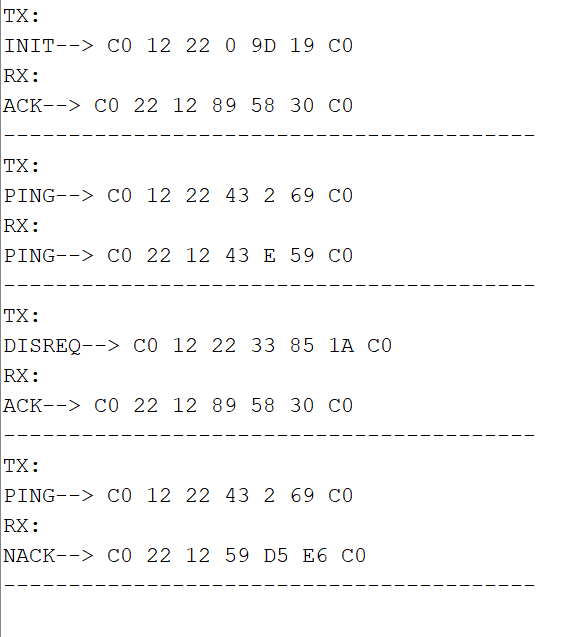 TX:
INIT--> C0 12 22 0 9D 19 C0
RX:
ACK--> C0 22 12 89 58 30 C0
-----------------------------------------
TX:
PING--> C0 12 22 43 2 69 C0
RX:
PING--> C0 22 12 43 E 59 C0
-----------------------------------------
TX:
DISREQ--> C0 12 22 33 85 1A C0
RX:
ACK--> C0 22 12 89 58 30 C0
-----------------------------------------
TX:
PING--> C0 12 22 43 2 69 C0
RX:
NACK--> C0 22 12 59 D5 E6 C0
-----------------------------------------